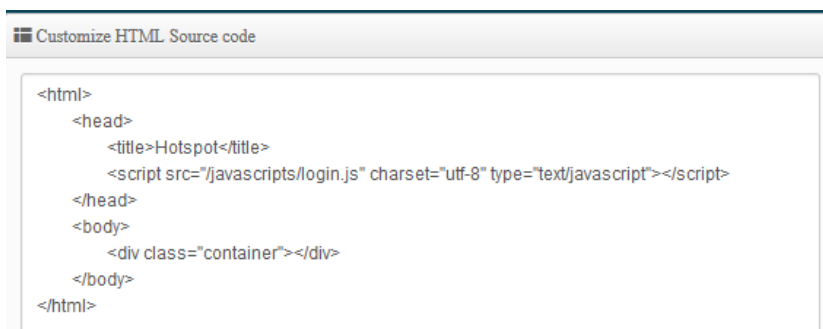 Customize HTML Source code
<html>
<head>
<title>Hotspot</title>
<script src="/javascripts/login.js" charset="utf-8" type="text/javascript"></script>
</head>
<body>
<div class="container"></div>
</body>
</html>